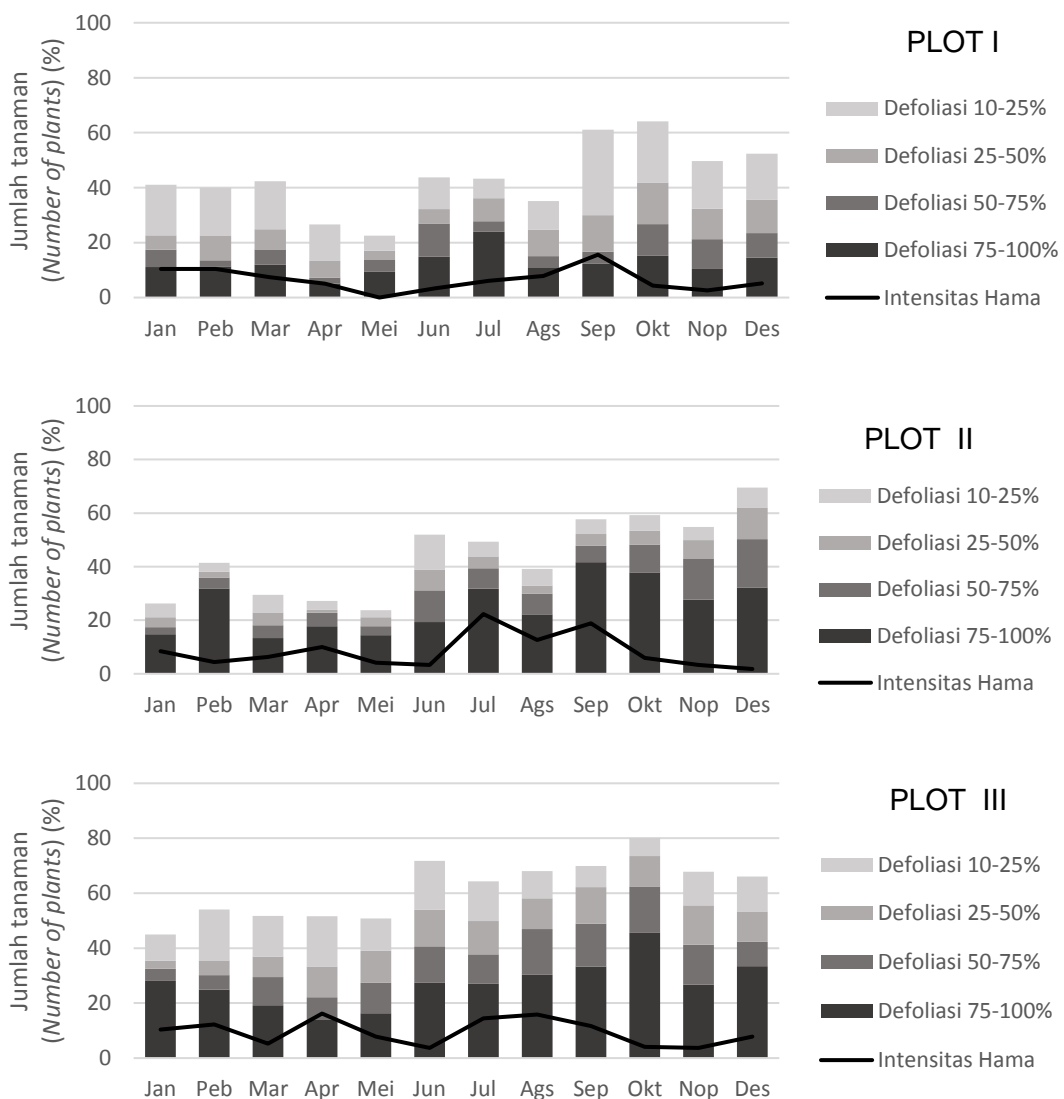 PLOT I
Jumlah tanaman
(Number of plants) (%)
100
80
60
40
20
0
Jan Peb Mar Apr Mei Jun Jul Ags Sep Okt Nop Des
Defoliasi 10-25%
Defoliasi 25-50%
Defoliasi 50-75%
Defoliasi 75-100%
Intensitas Hama
PLOT II
Jumlah tanaman
(Number of plants) (%)
100
80
60
40
20
0
Jan Peb Mar Apr Mei Jun Jul Ags Sep Okt Nop Des
Defoliasi 10-25%
Defoliasi 25-50%
Defoliasi 50-75%
Defoliasi 75-100%
Intensitas Hama
PLOT III
Jumlah tanaman
(Number of plants) (%)
100
80
60
40
20
0
Jan Peb Mar Apr Mei Jun Jul Ags Sep Okt Nop Des
Defoliasi 10-25%
Defoliasi 25-50%
Defoliasi 50-75%
Defoliasi 75-100%
Intensitas Hama